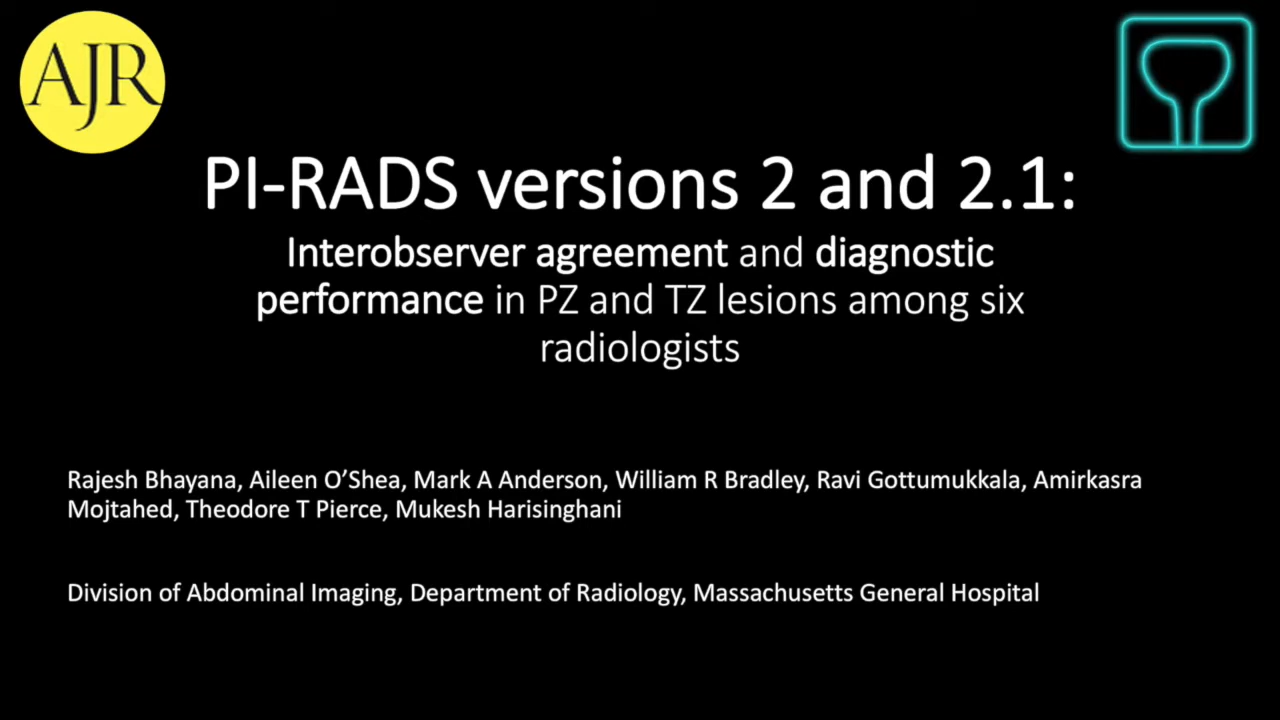 AJR
PI-RADS versions 2 and 2.1:
Interobserver agreement and diagnostic
performance in PZ and TZ lesions among six
radiologists
Rajesh Bhayana, Aileen O’Shea, Mark A Anderson, William R Bradley, Ravi Gottumukkala, Amirkasra
Mojtahed, Theodore T Pierce, Mukesh Harisinghani
Division of Abdominal Imaging, Department of Radiology, Massachusetts General Hospital